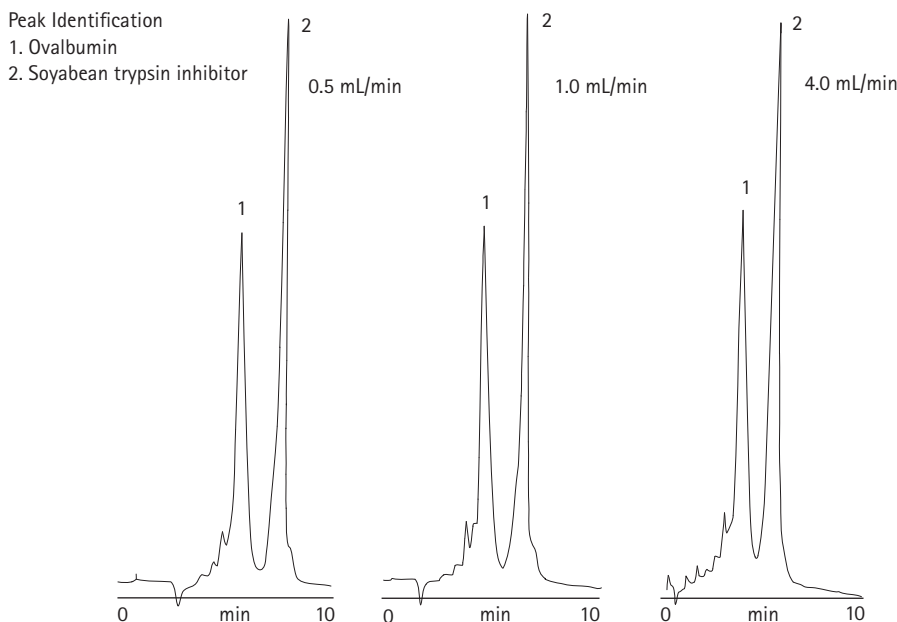 Peak Identification
1. Ovalbumin
2. Soyabean trypsin inhibitor
2
0.5 mL/min
1
0 min 10
2
1.0 mL/min
1
0 min 10
2
4.0 mL/min
1
0 min 10